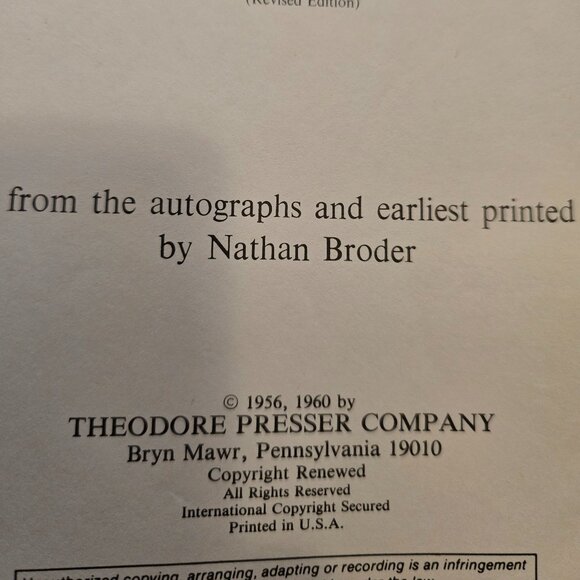 (Revised Edition)
from the autographs and earliest printed
by Nathan Broder
© 1956, 1960 by
THEODORE PRESSER COMPANY
Bryn Mawr, Pennsylvania 19010
Copyright Renewed
All Rights Reserved
International Copyright Secured
Printed in U.S.A.
copying, arranging, adapting or recording is an infringement
the law